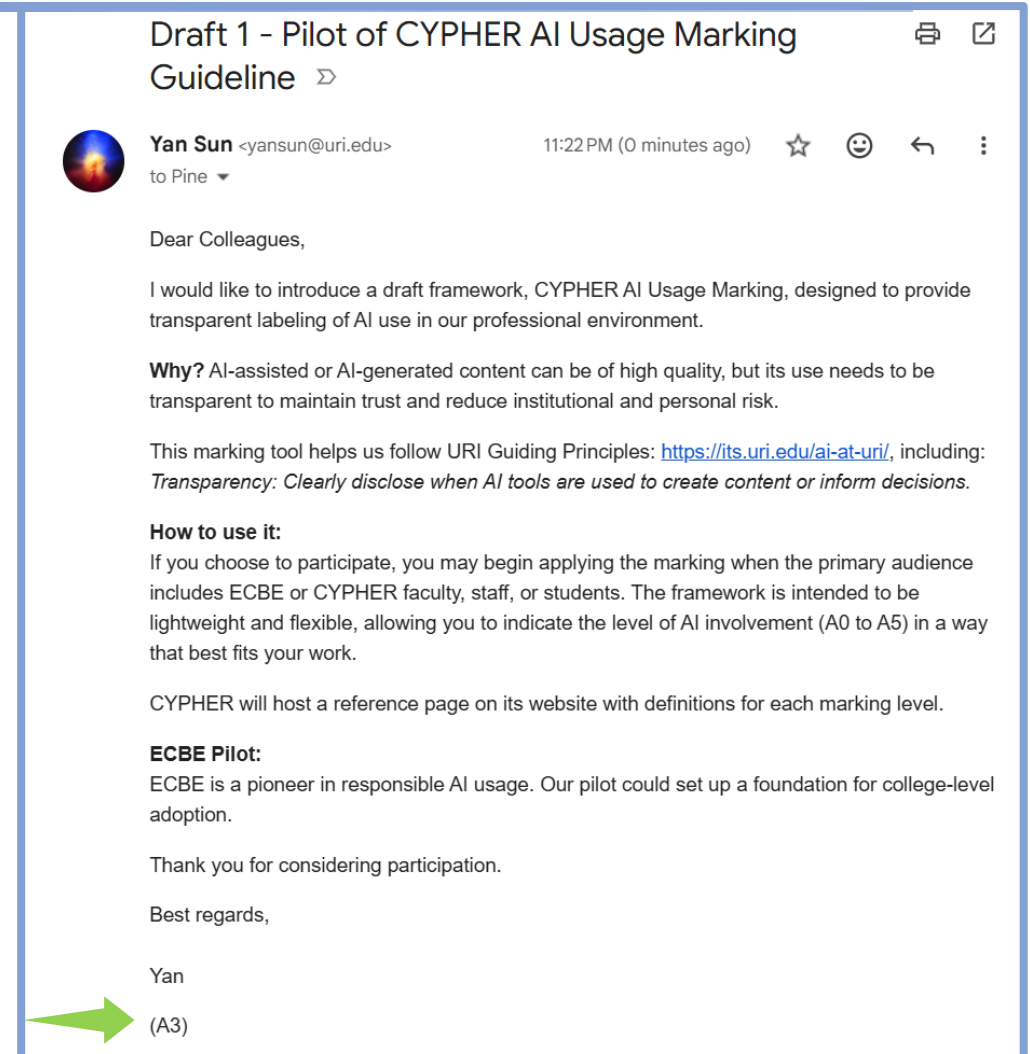 Draft 1 - Pilot of CYPHER AI Usage Marking
Guideline
Yan Sun <yansun@uri.edu> 11:22 PM (0 minutes ago)
to Pine
Dear Colleagues,
I would like to introduce a draft framework, CYPHER AI Usage Marking, designed to provide
transparent labeling of AI use in our professional environment.
Why? AI-assisted or AI-generated content can be of high quality, but its use needs to be
transparent to maintain trust and reduce institutional and personal risk.
This marking tool helps us follow URI Guiding Principles: https://its.uri.edu/ai-at-uri/, including:
Transparency: Clearly disclose when AI tools are used to create content or inform decisions.
How to use it:
If you choose to participate, you may begin applying the marking when the primary audience
includes ECBE or CYPHER faculty, staff, or students. The framework is intended to be
lightweight and flexible, allowing you to indicate the level of AI involvement (A0 to A5) in a way
that best fits your work.
CYPHER will host a reference page on its website with definitions for each marking level.
ECBE Pilot:
ECBE is a pioneer in responsible AI usage. Our pilot could set up a foundation for college-level
adoption.
Thank you for considering participation.
Best regards,
Yan
(A3)